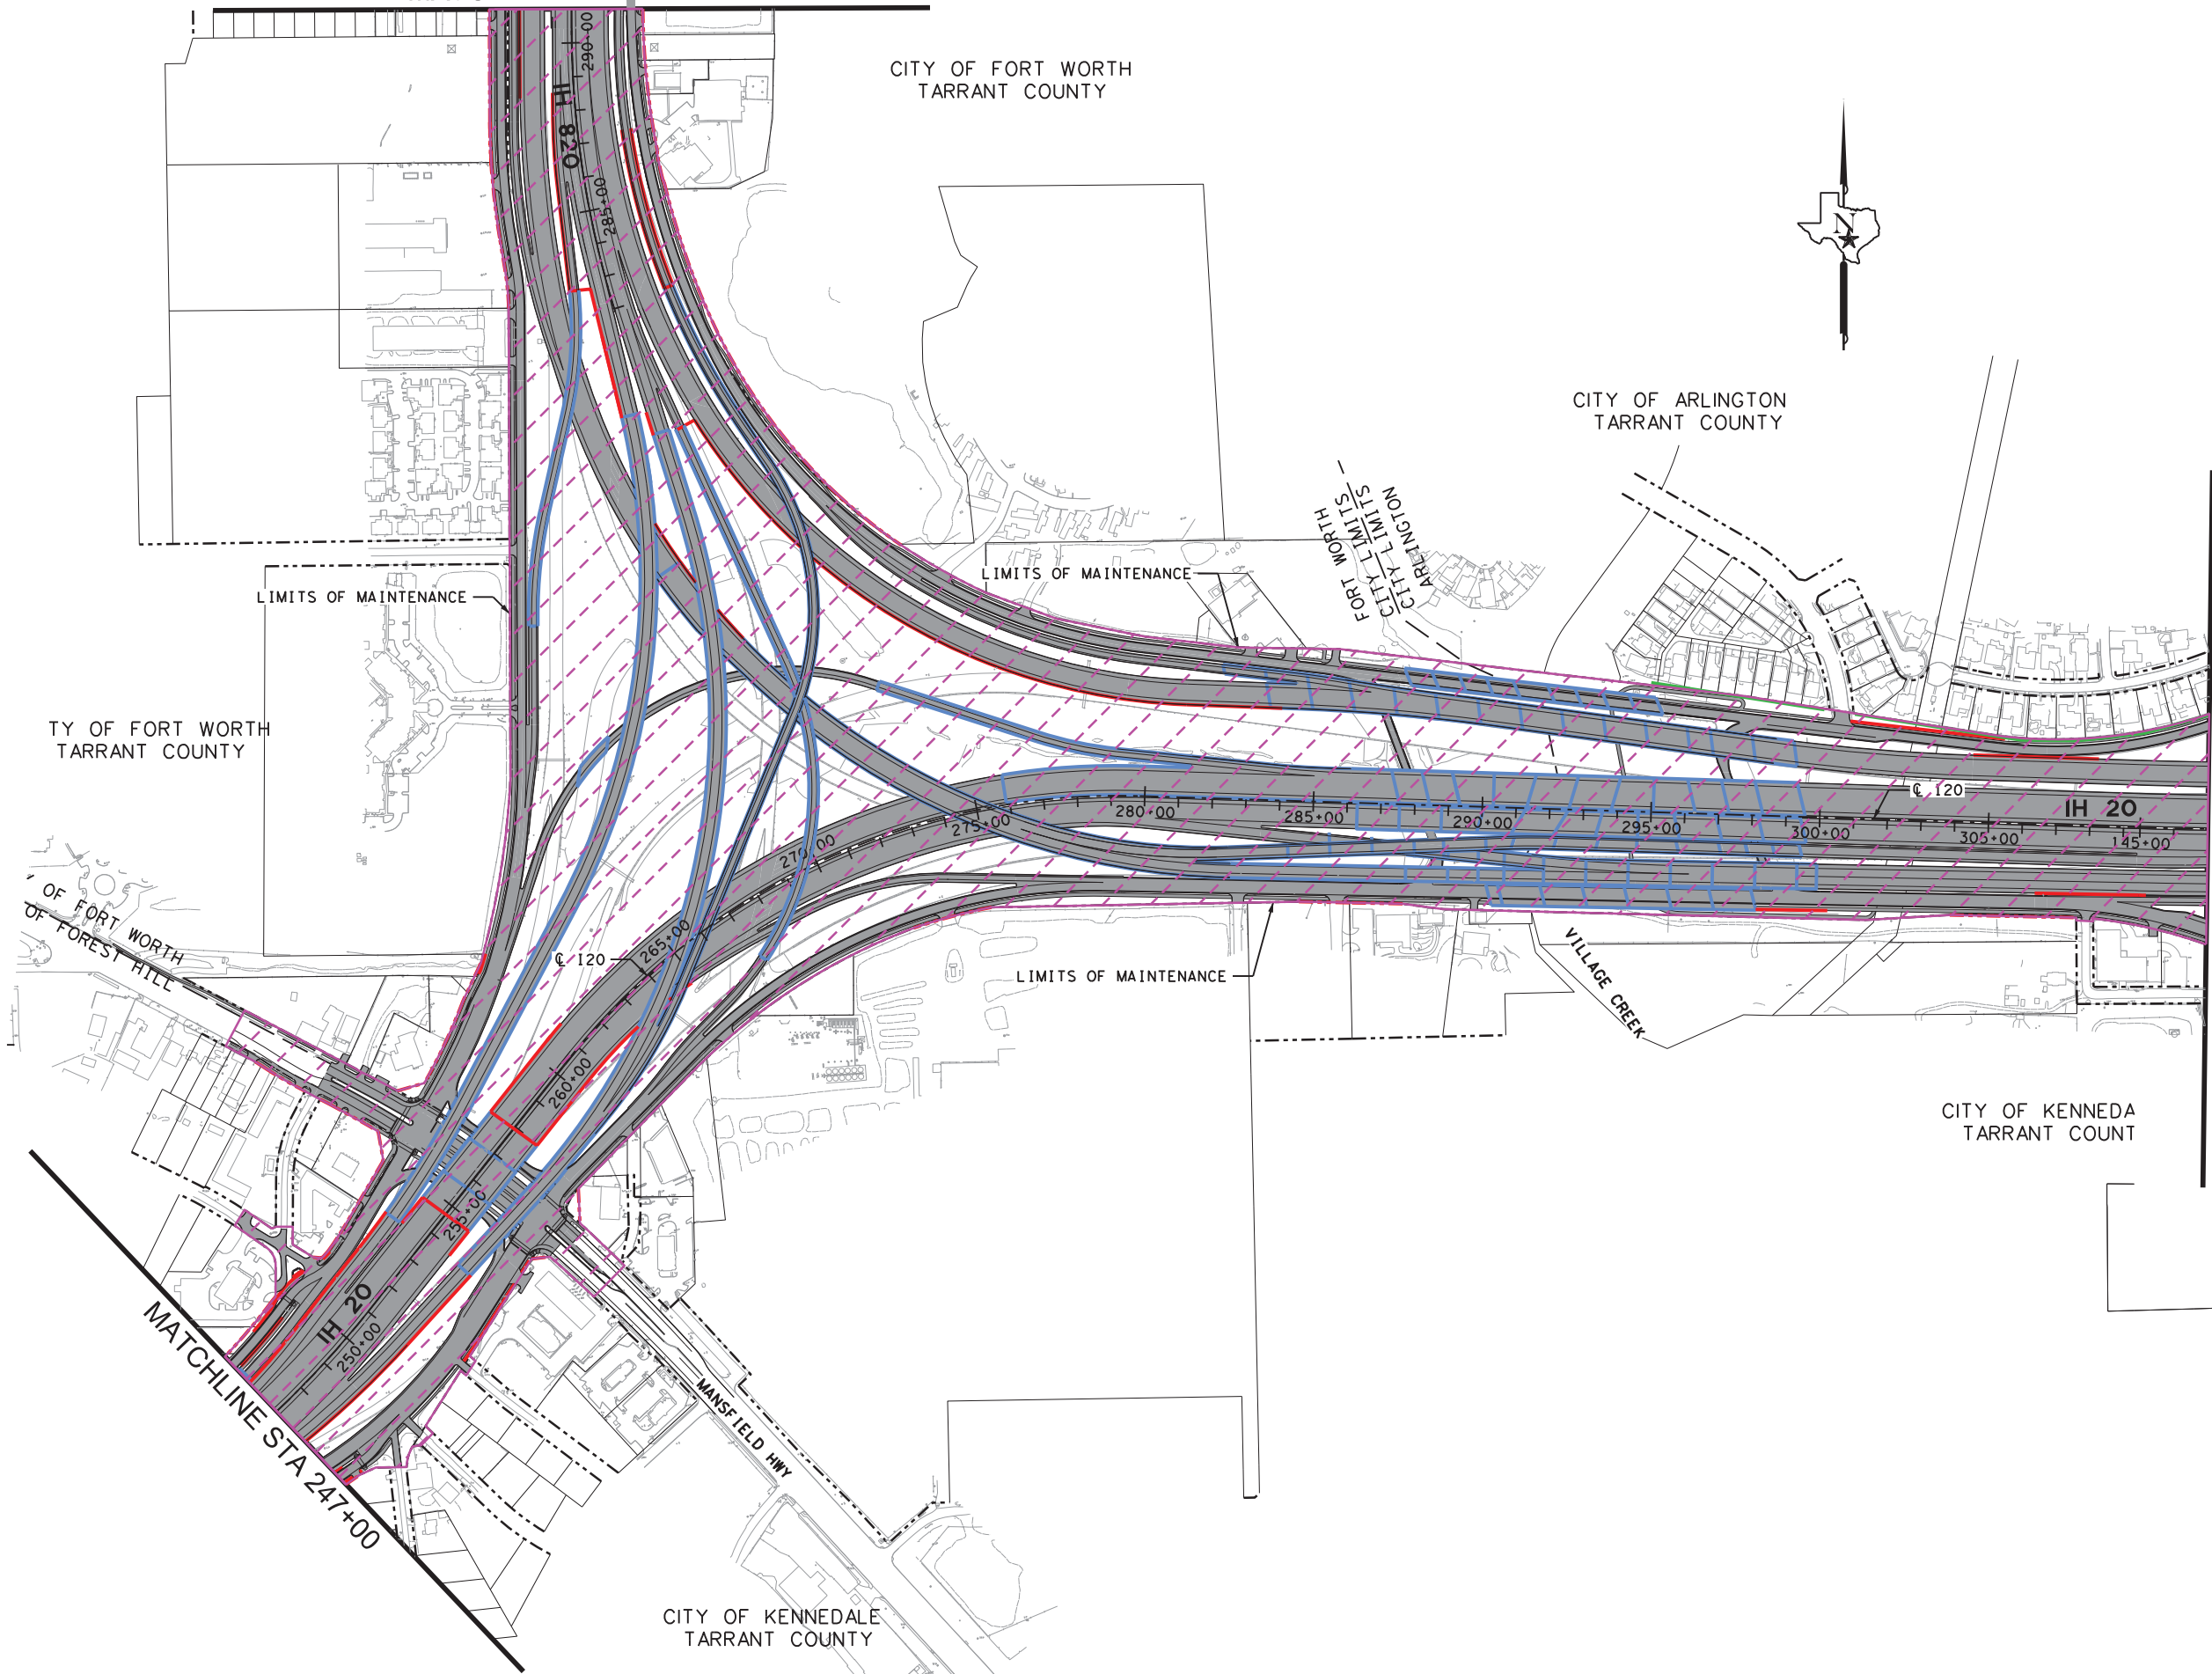 CITY OF FORT WORTH
TARRANT COUNTY
290+00
IH 820
285+00
N
CITY OF ARLINGTON
TARRANT COUNTY
FORT WORTH
CITY LIMITS
CITY LIMITS
ARLINGTON
LIMITS OF MAINTENANCE
LIMITS OF MAINTENANCE
TY OF FORT WORTH
TARRANT COUNTY
℄ I20
IH 20
275+00
280+00
285+00
290+00
295+00
300+00
305+00
145+00
270+00
265+00
℄ I20
260+00
255+00
250+00
IH 20
OF FORT WORTH
OF FOREST HILL
LIMITS OF MAINTENANCE
VILLAGE CREEK
CITY OF KENNEDA
TARRANT COUNT
MATCHLINE STA 247+00
MANSFIELD HWY
CITY OF KENNEDALE
TARRANT COUNTY